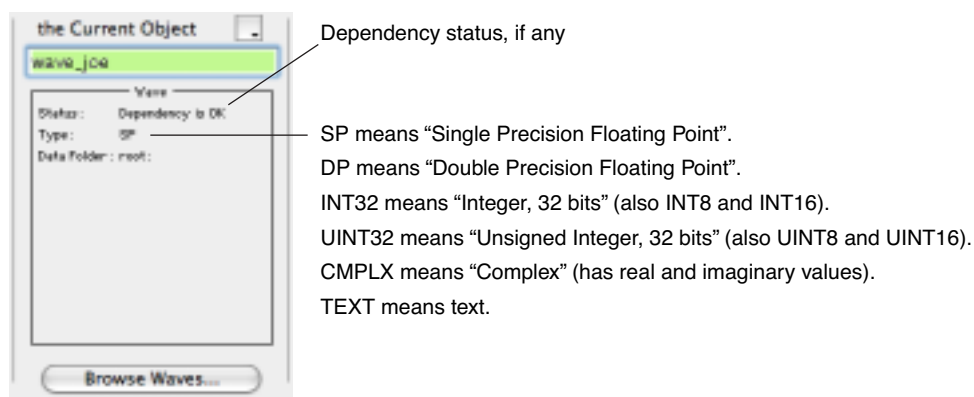 the Current Object
wave_joe
Wave
Status: Dependency is OK
Type: SP
Data Folder: root:
Browse Waves...
Dependency status, if any
SP means “Single Precision Floating Point”.
DP means “Double Precision Floating Point”.
INT32 means “Integer, 32 bits” (also INT8 and INT16).
UINT32 means “Unsigned Integer, 32 bits” (also UINT8 and UINT16).
CMPLX means “Complex” (has real and imaginary values).
TEXT means text.